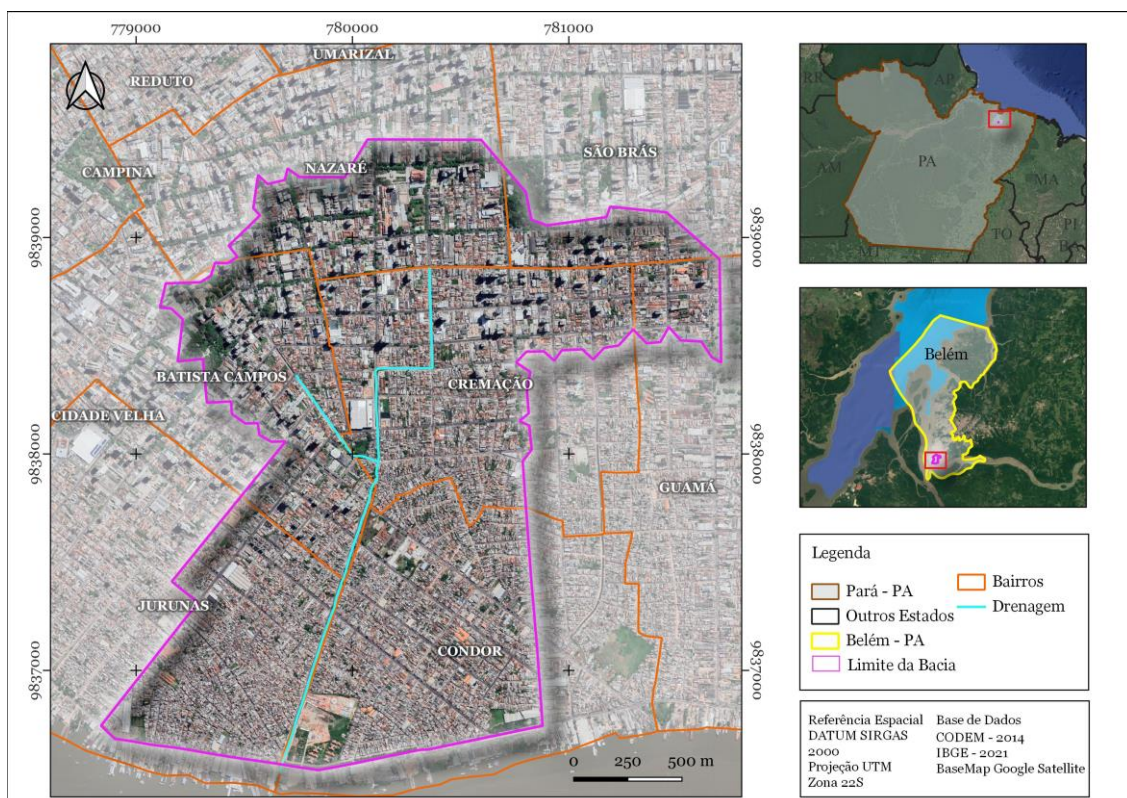 779000
780000
781000
UMARIZAL
REDUTO
SÃO BRÁS
CAMPINA
NAZARÉ
9839000
9839000
BATISTA CAMPOS
CREMAÇÃO
CIDADE VELHA
9838000
9838000
GUAMÁ
JURUNAS
CONDOR
9837000
9837000
0 250 500 m
RR
AP
AM
PA
MA
TO
PI
MT
Belém
Legenda
Pará - PA
Outros Estados
Belém - PA
Limite da Bacia
Bairros
Drenagem
Referência Espacial
DATUM SIRGAS
2000
Projeção UTM
Zona 22S
Base de Dados
CODEM - 2014
IBGE - 2021
BaseMap Google Satellite